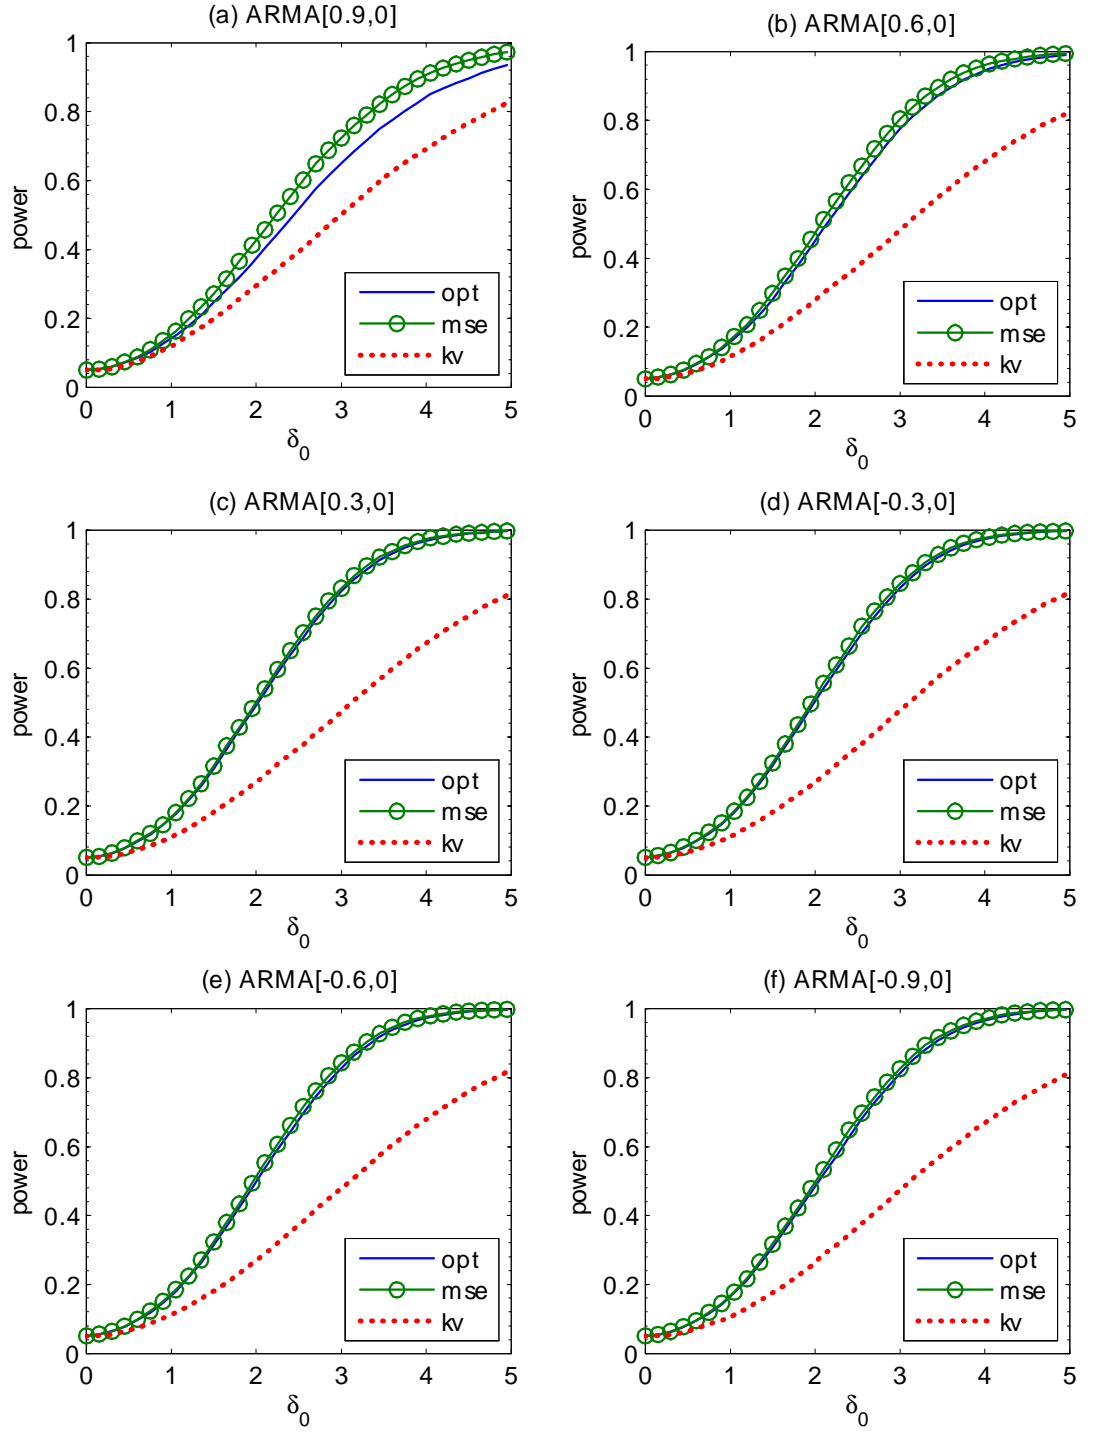 (a) ARMA[0.9,0]
1
0.8
0.6
0.4
0.2
0
power
opt
mse
kv
0 1 2 3 4 5
δ0
(b) ARMA[0.6,0]
1
0.8
0.6
0.4
0.2
0
power
opt
mse
kv
0 1 2 3 4 5
δ0
(c) ARMA[0.3,0]
1
0.8
0.6
0.4
0.2
0
power
opt
mse
kv
0 1 2 3 4 5
δ0
(d) ARMA[-0.3,0]
1
0.8
0.6
0.4
0.2
0
power
opt
mse
kv
0 1 2 3 4 5
δ0
(e) ARMA[-0.6,0]
1
0.8
0.6
0.4
0.2
0
power
opt
mse
kv
0 1 2 3 4 5
δ0
(f) ARMA[-0.9,0]
1
0.8
0.6
0.4
0.2
0
power
opt
mse
kv
0 1 2 3 4 5
δ0